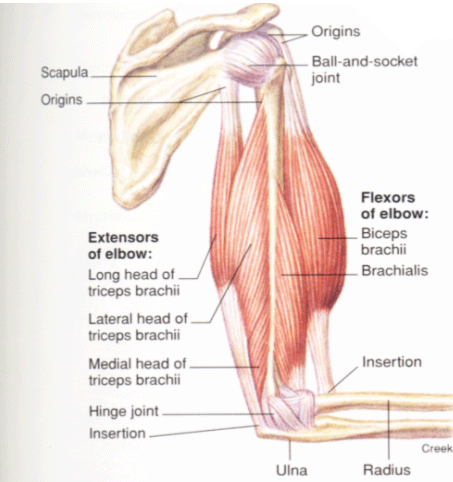 Origins
Ball-and-socket
joint
Scapula
Origins
Flexors
of elbow:
Biceps
brachii
Brachialis
Extensors
of elbow:
Long head of
triceps brachii
Lateral head of
triceps brachii
Medial head of
triceps brachii
Insertion
Hinge joint
Insertion
Creek
Ulna
Radius